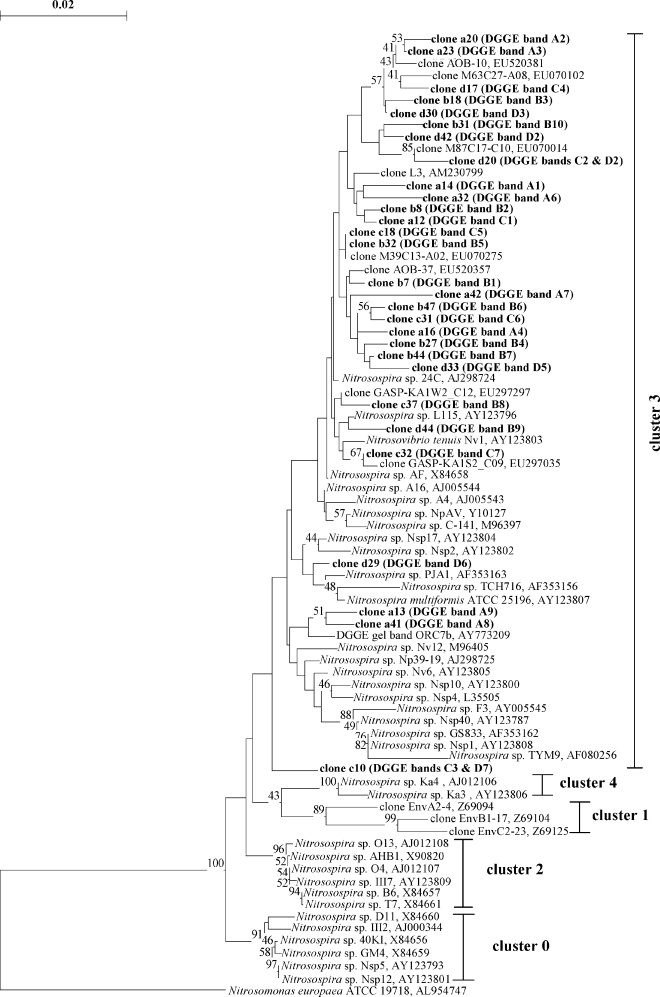 0.02
53
clone a20 (DGGE band A2)
41
clone a23 (DGGE band A3)
43
clone AOB-10, EU520381
clone M63C27-A08, EU070102
57
41
clone d17 (DGGE band C4)
clone b18 (DGGE band B3)
clone d30 (DGGE band D3)
clone b31 (DGGE band B10)
clone d42 (DGGE band D2)
85
clone M87C17-C10, EU070014
clone d20 (DGGE bands C2 & D2)
clone L3, AM230799
clone a14 (DGGE band A1)
clone a32 (DGGE band A6)
clone b8 (DGGE band B2)
clone a12 (DGGE band C1)
clone c18 (DGGE band C5)
clone b32 (DGGE band B5)
clone M39C13-A02, EU070275
clone AOB-37, EU520357
clone b7 (DGGE band B1)
clone a42 (DGGE band A7)
56
clone b47 (DGGE band B6)
clone c31 (DGGE band C6)
clone a16 (DGGE band A4)
clone b27 (DGGE band B4)
clone b44 (DGGE band B7)
clone d33 (DGGE band D5)
Nitrosospira sp. 24C, AJ298724
clone GASP-KA1W2_C12, EU297297
clone c37 (DGGE band B8)
Nitrosospira sp. L115, AY123796
clone d44 (DGGE band B9)
Nitrosovibrio tenuis Nv1, AY123803
67
clone c32 (DGGE band C7)
clone GASP-KA1S2_C09, EU297035
Nitrosospira sp. AF, X84658
Nitrosospira sp. A16, AJ005544
Nitrosospira sp. A4, AJ005543
57
Nitrosospira sp. NpAV, Y10127
Nitrosospira sp. C-141, M96397
44
Nitrosospira sp. Nsp17, AY123804
Nitrosospira sp. Nsp2, AY123802
clone d29 (DGGE band D6)
Nitrosospira sp. PJA1, AF353163
48
Nitrosospira sp. TCH716, AF353156
Nitrosospira multiformis ATCC 25196, AY123807
51
clone a13 (DGGE band A9)
clone a41 (DGGE band A8)
DGGE gel band ORC7b, AY773209
Nitrosospira sp. Nv12, M96405
Nitrosospira sp. Np39-19, AJ298725
Nitrosospira sp. Nv6, AY123805
46
Nitrosospira sp. Nsp10, AY123800
Nitrosospira sp. Nsp4, L35505
Nitrosospira sp. F3, AY005545
88
Nitrosospira sp. Nsp40, AY123787
49
76
Nitrosospira sp. GS833, AF353162
82
Nitrosospira sp. Nsp1, AY123808
Nitrosospira sp. TYM9, AF080256
clone c10 (DGGE bands C3 & D7)
cluster 3
100
Nitrosospira sp. Ka4 , AJ012106
Nitrosospira sp. Ka3 , AY123806
cluster 4
43
89
clone EnvA2-4, Z69094
99
clone EnvB1-17, Z69104
clone EnvC2-23, Z69125
cluster 1
96
Nitrosospira sp. O13, AJ012108
52
Nitrosospira sp. AHB1, X90820
54
Nitrosospira sp. O4, AJ012107
52
Nitrosospira sp. III7, AY123809
94
Nitrosospira sp. B6, X84657
Nitrosospira sp. T7, X84661
cluster 2
100
Nitrosospira sp. D11, X84660
91
Nitrosospira sp. III2, AJ000344
46
Nitrosospira sp. 40KI, X84656
58
Nitrosospira sp. GM4, X84659
97
Nitrosospira sp. Nsp5, AY123793
Nitrosospira sp. Nsp12, AY123801
cluster 0
Nitrosomonas europaea ATCC 19718, AL954747